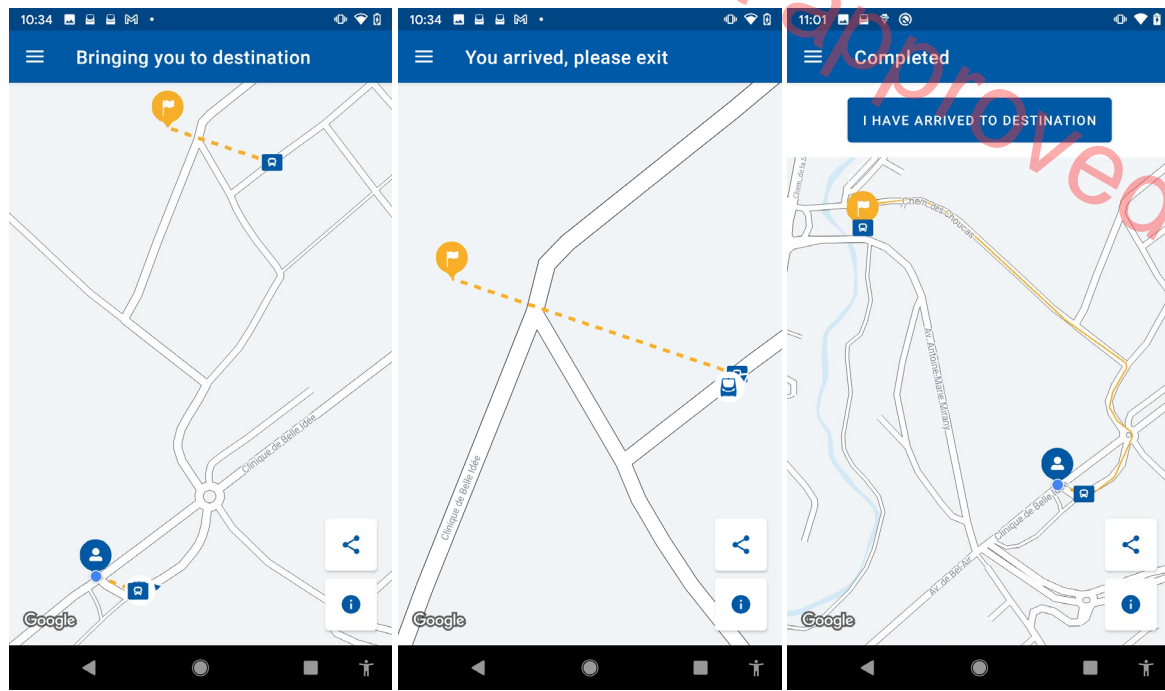 10:34
Bringing you to destination
Clinique de Belle Idée
Google
10:34
You arrived, please exit
Clinique de Belle Idée
Google
11:01
Completed
I HAVE ARRIVED TO DESTINATION
Chem. des Choucas
Av. Antoine-Marie Mirany
Clinique de Belle Idée
Av. de Bel-Air
Google
approved